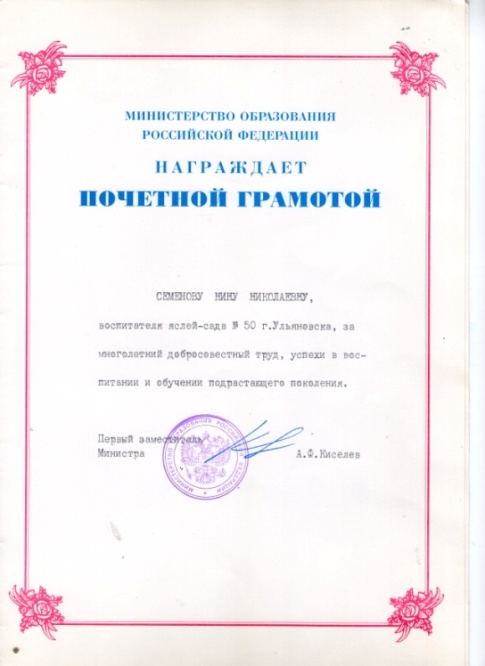 МИНИСТЕРСТВО ОБРАЗОВАНИЯ
РОССИЙСКОЙ ФЕДЕРАЦИИ
НАГРАЖДАЕТ
ПОЧЕТНОЙ ГРАМОТОЙ
СЕМЕНОВУ НИНУ НИКОЛАЕВНУ,
воспитателя яслей-сада № 50 г.Ульяновска, за
многолетний добросовестный труд, успехи в вос-
питании и обучении подрастающего поколения.
Первый заместитель
Министра
А.Ф.Киселев